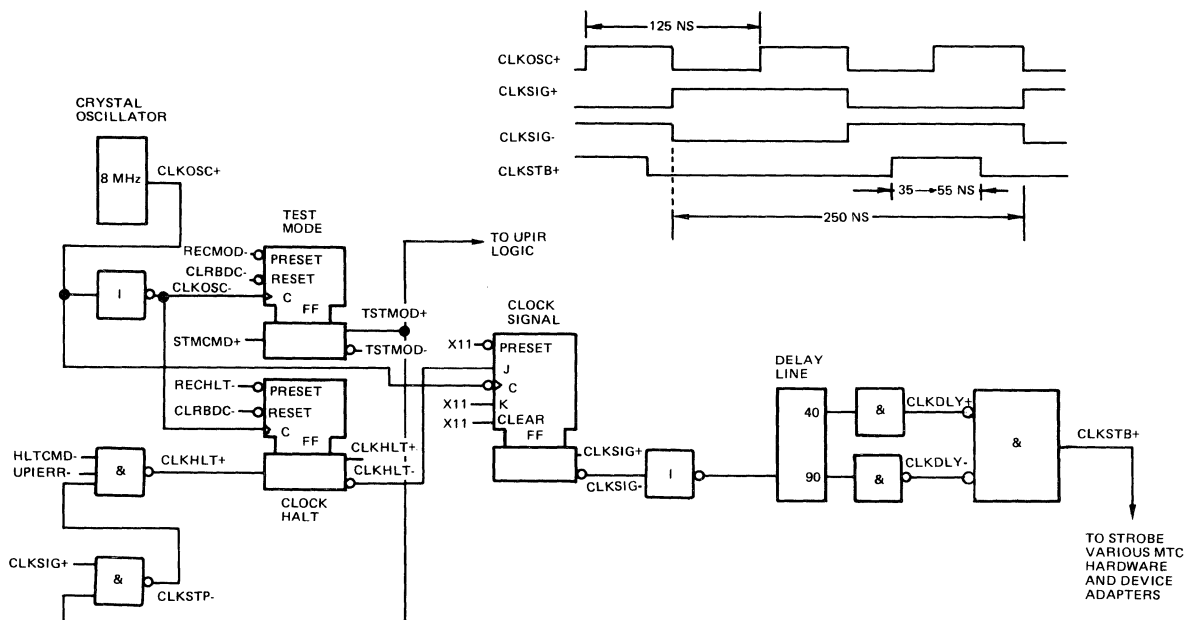 125 NS
CLKOSC+
CLKSIG+
CLKSIG-
CLKSTB+
35 → 55 NS
250 NS
CRYSTAL
OSCILLATOR
8 MHz
CLKOSC+
TEST
MODE
RECMOD-
PRESET
CLRBDC-
RESET
CLKOSC-
C
FF
I
STMCMD+
TSTMOD+
TSTMOD-
TO UPIR
LOGIC
CLOCK
SIGNAL
X11
PRESET
J
C
X11
K
X11
CLEAR
FF
CLKSIG+
CLKSIG-
RECHLT-
PRESET
CLRBDC-
RESET
C
FF
CLKHLT+
CLKHLT-
CLOCK
HALT
HLTCMD-
UPIERR-
&
CLKHLT+
CLKSIG+
&
CLKSTP-
I
DELAY
LINE
40
90
&
CLKDLY+
&
CLKDLY-
&
CLKSTB+
TO STROBE
VARIOUS MTC
HARDWARE
AND DEVICE
ADAPTERS